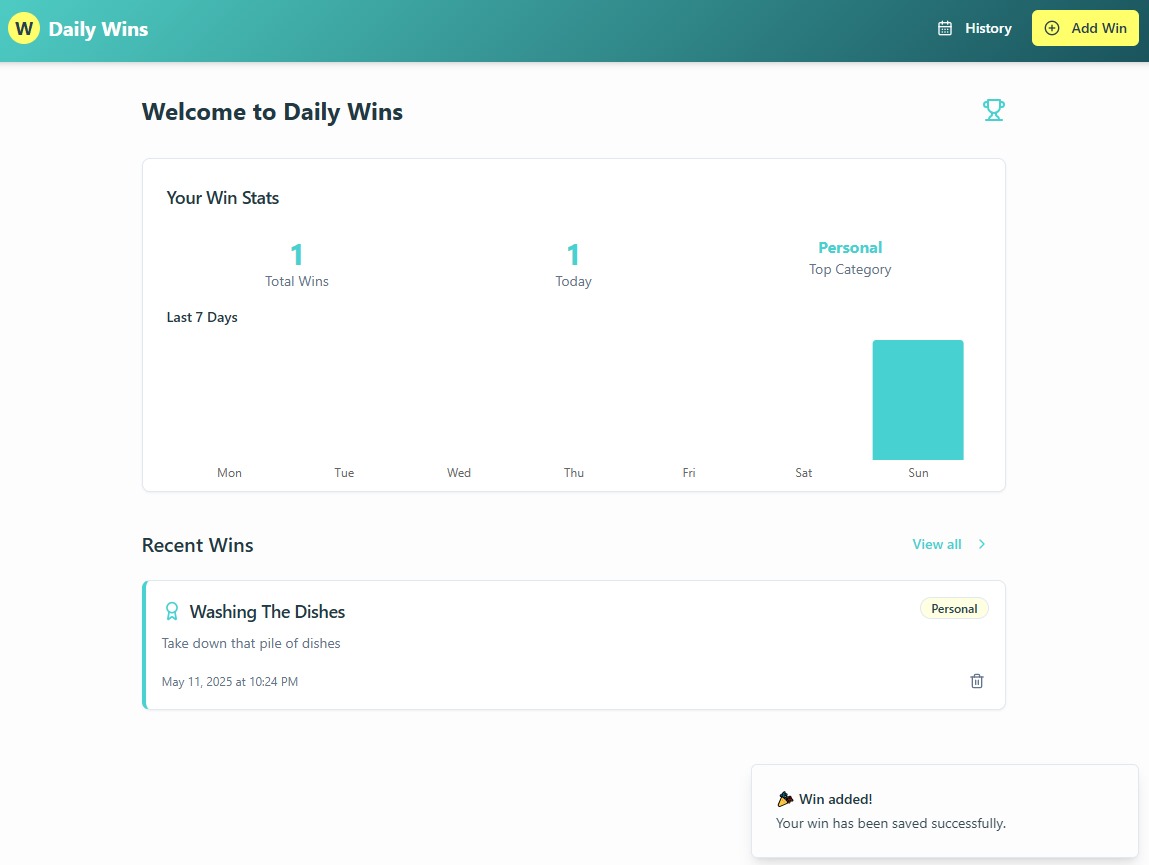 W Daily Wins
History
Add Win
Welcome to Daily Wins
Your Win Stats
1
Total Wins
1
Today
Personal
Top Category
Last 7 Days
Mon Tue Wed Thu Fri Sat Sun
Recent Wins
View all
Washing The Dishes
Personal
Take down that pile of dishes
May 11, 2025 at 10:24 PM
🎉 Win added!
Your win has been saved successfully.